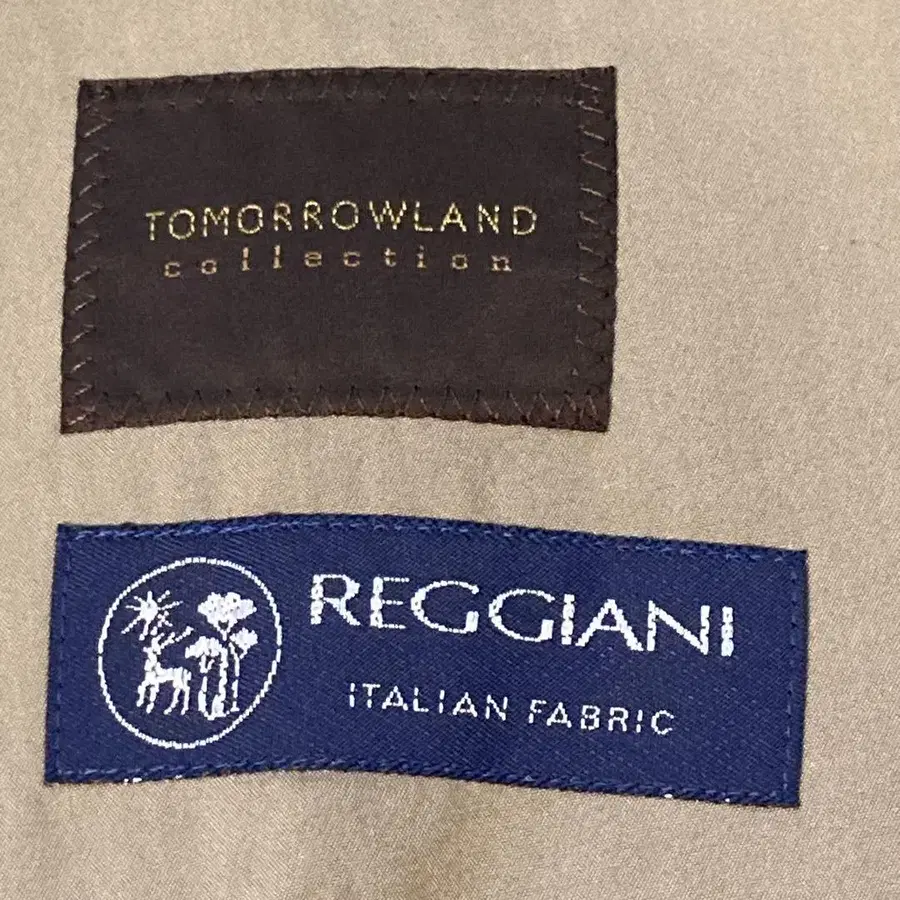 TOMORROWLAND
collection
REGGIANI
ITALIAN FABRIC